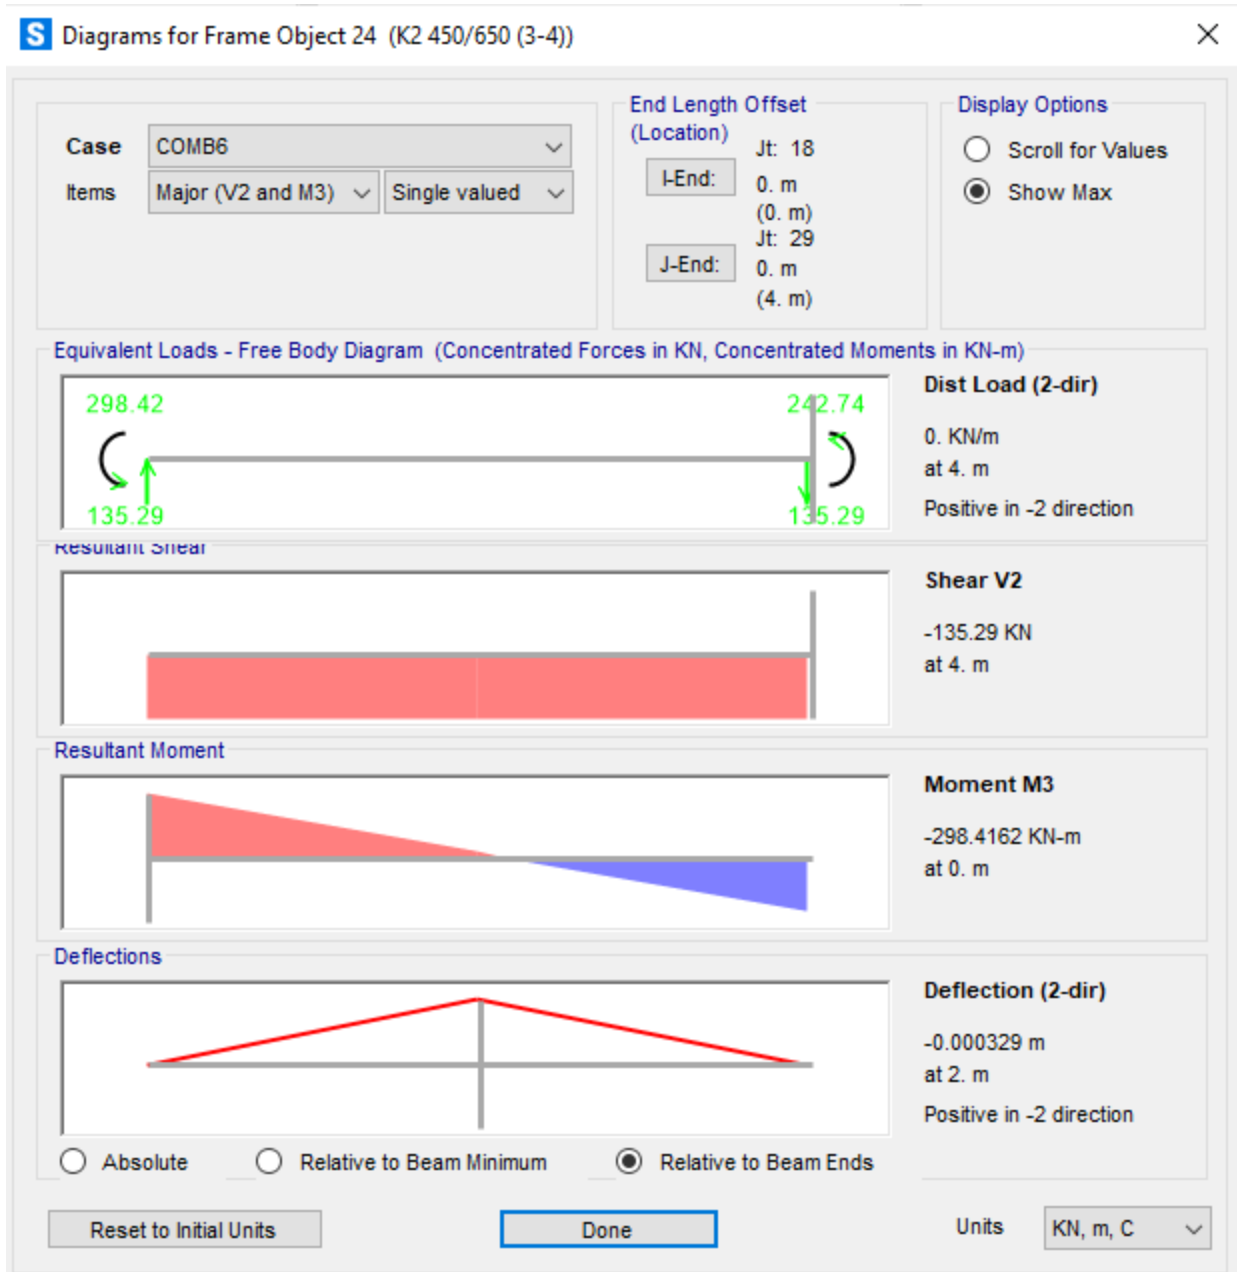 S Diagrams for Frame Object 24 (K2 450/650 (3-4))
Case COMB6
Items Major (V2 and M3) Single valued
End Length Offset
(Location)
Jt: 18
I-End: 0. m
(0. m)
Jt: 29
J-End: 0. m
(4. m)
Display Options
Scroll for Values
Show Max
Equivalent Loads - Free Body Diagram (Concentrated Forces in KN, Concentrated Moments in KN-m)
298.42 242.74
135.29 135.29
Dist Load (2-dir)
0. KN/m
at 4. m
Positive in -2 direction
Resultant Shear
Shear V2
-135.29 KN
at 4. m
Resultant Moment
Moment M3
-298.4162 KN-m
at 0. m
Deflections
Deflection (2-dir)
-0.000329 m
at 2. m
Positive in -2 direction
Absolute Relative to Beam Minimum Relative to Beam Ends
Reset to Initial Units Done Units KN, m, C